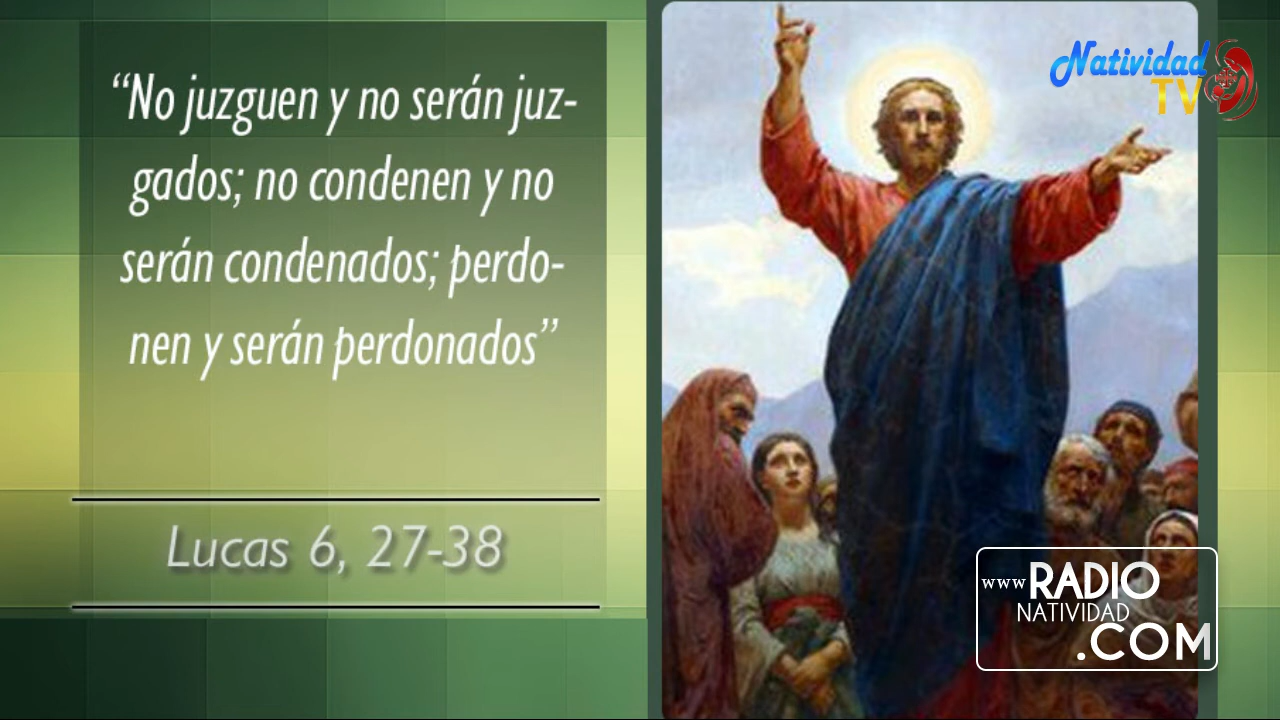 “No juzguen y no serán juz-
gados; no condenen y no
serán condenados; perdo-
nen y serán perdonados”
Lucas 6, 27-38
Natividad
TV
www RADIO
NATIVIDAD
.COM